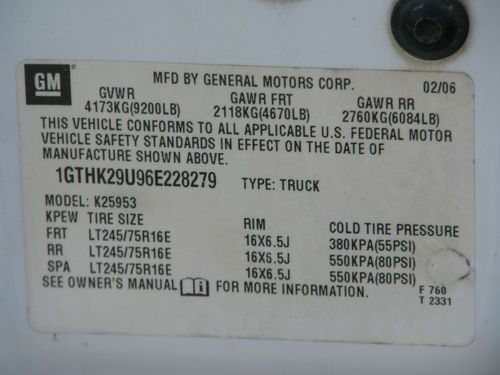 GM
MFD BY GENERAL MOTORS CORP. 02/06
GVWR GAWR FRT GAWR RR
4173KG(9200LB) 2118KG(4670LB) 2760KG(6084LB)
THIS VEHICLE CONFORMS TO ALL APPLICABLE U.S. FEDERAL MOTOR
VEHICLE SAFETY STANDARDS IN EFFECT ON THE DATE OF
MANUFACTURE SHOWN ABOVE.
1GTHK29U96E228279 TYPE: TRUCK
MODEL: K25953
KPEW TIRE SIZE RIM COLD TIRE PRESSURE
FRT LT245/75R16E 16X6.5J 380KPA(55PSI)
RR LT245/75R16E 16X6.5J 550KPA(80PSI)
SPA LT245/75R16E 16X6.5J 550KPA(80PSI)
SEE OWNER'S MANUAL i FOR MORE INFORMATION. F 760
T 2331